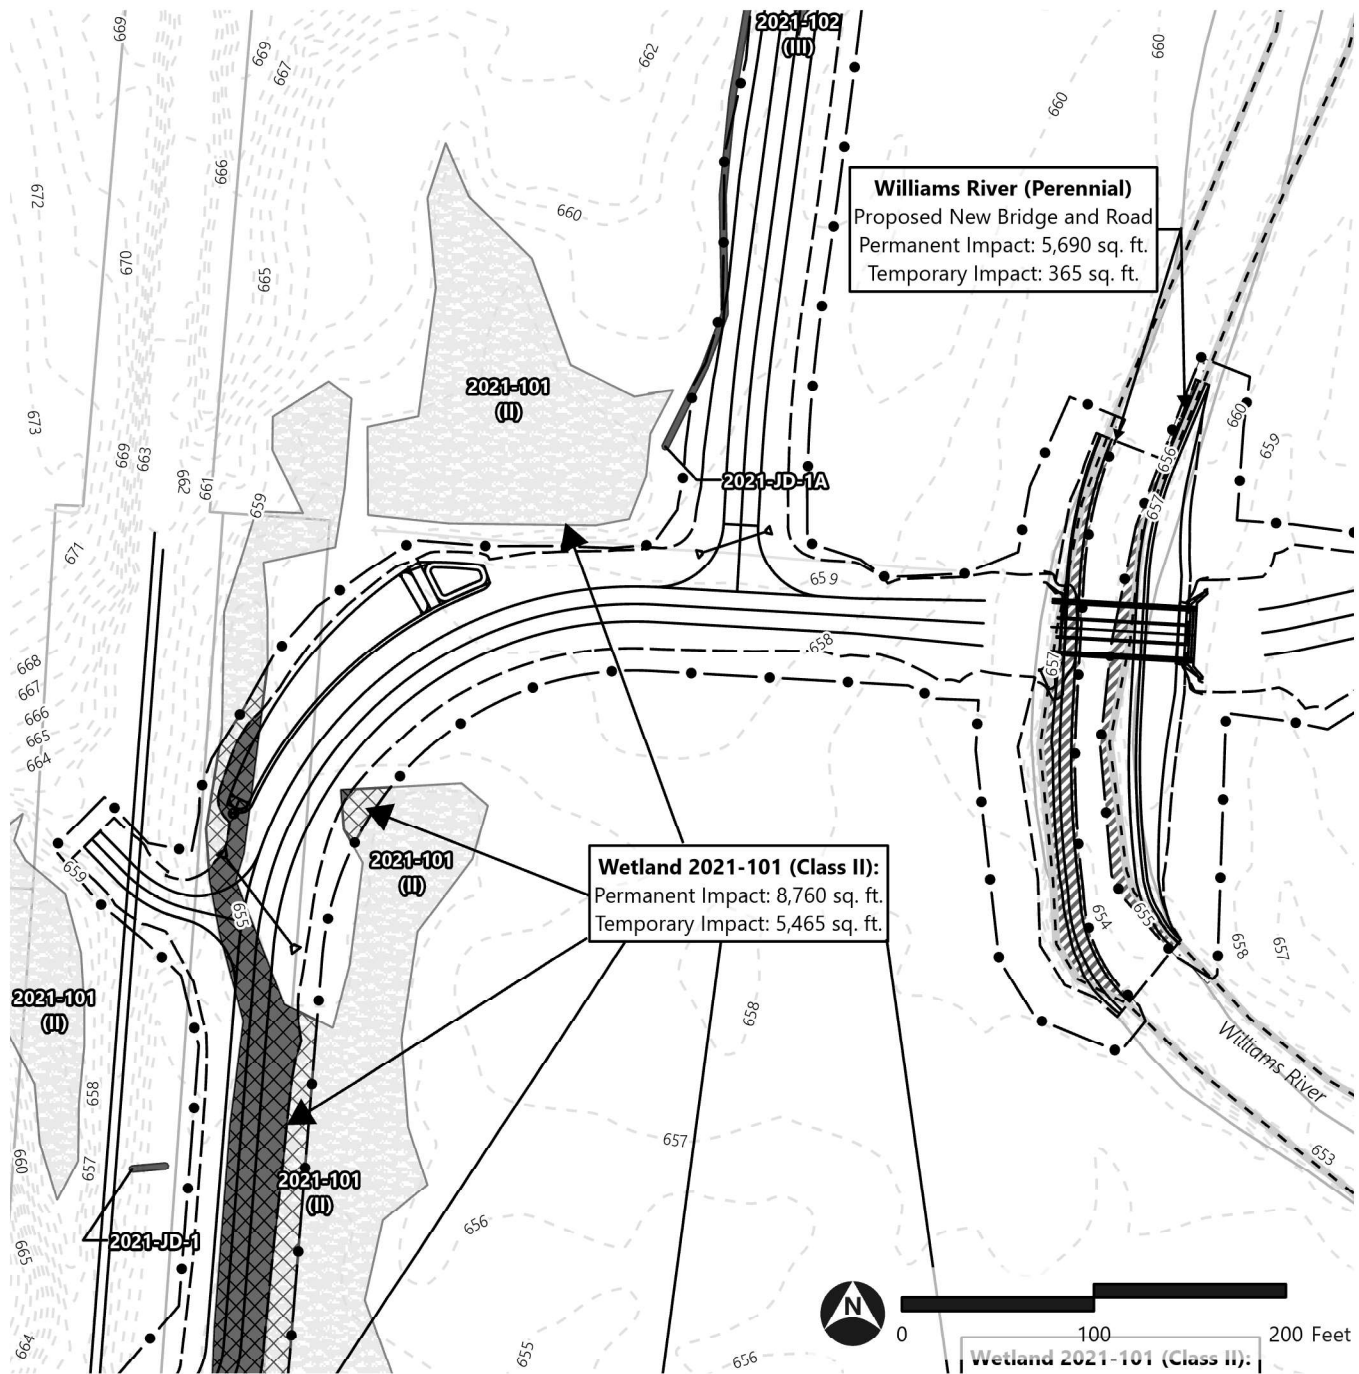 669
669
667
662
660
660
2021-102
(III)
666
672
670
665
660
Williams River (Perennial)
Proposed New Bridge and Road
Permanent Impact: 5,690 sq. ft.
Temporary Impact: 365 sq. ft.
2021-101
(II)
673
669
663
662
661
659
660
659
656
657
2021-JD-1A
671
659
658
657
668
667
666
665
664
659
2021-101
(II)
655
Wetland 2021-101 (Class II):
Permanent Impact: 8,760 sq. ft.
Temporary Impact: 5,465 sq. ft.
654
655
658
657
2021-101
(II)
658
Williams River
658
657
660
657
653
2021-101
(II)
2021-JD-1
656
665
664
655
656
N
0 100 200 Feet
Wetland 2021-101 (Class II):